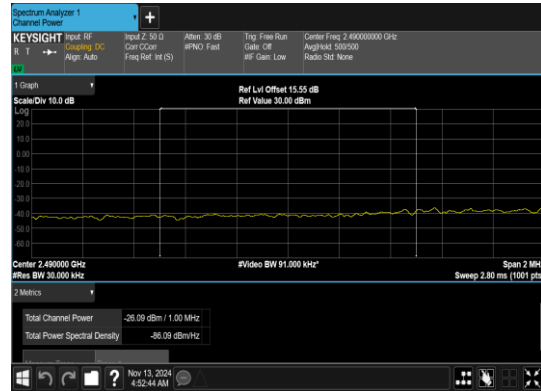 Spectrum Analyzer 1
Channel Power
KEYSIGHT
R T
Input: RF
Coupling: DC
Align: Auto
Input Z: 50 Ω
Corr CCorr
Freq Ref: Int (S)
Atten: 30 dB
#PNO: Fast
Trig: Free Run
Gate: Off
#IF Gain: Low
Center Freq: 2.490000000 GHz
Avg|Hold: 500/500
Radio Std: None
1 Graph
Scale/Div 10.0 dB
Ref Lvl Offset 15.55 dB
Ref Value 30.00 dBm
Log
20.0
10.0
0.00
-10.0
-20.0
-30.0
-40.0
-50.0
-60.0
Center 2.490000 GHz
#Res BW 30.000 kHz
#Video BW 91.000 kHz*
Span 2 MH
Sweep 2.80 ms (1001 pts
2 Metrics
Total Channel Power
-26.09 dBm / 1.00 MHz
Total Power Spectral Density
-86.09 dBm/Hz
?
Nov 13, 2024
4:52:44 AM